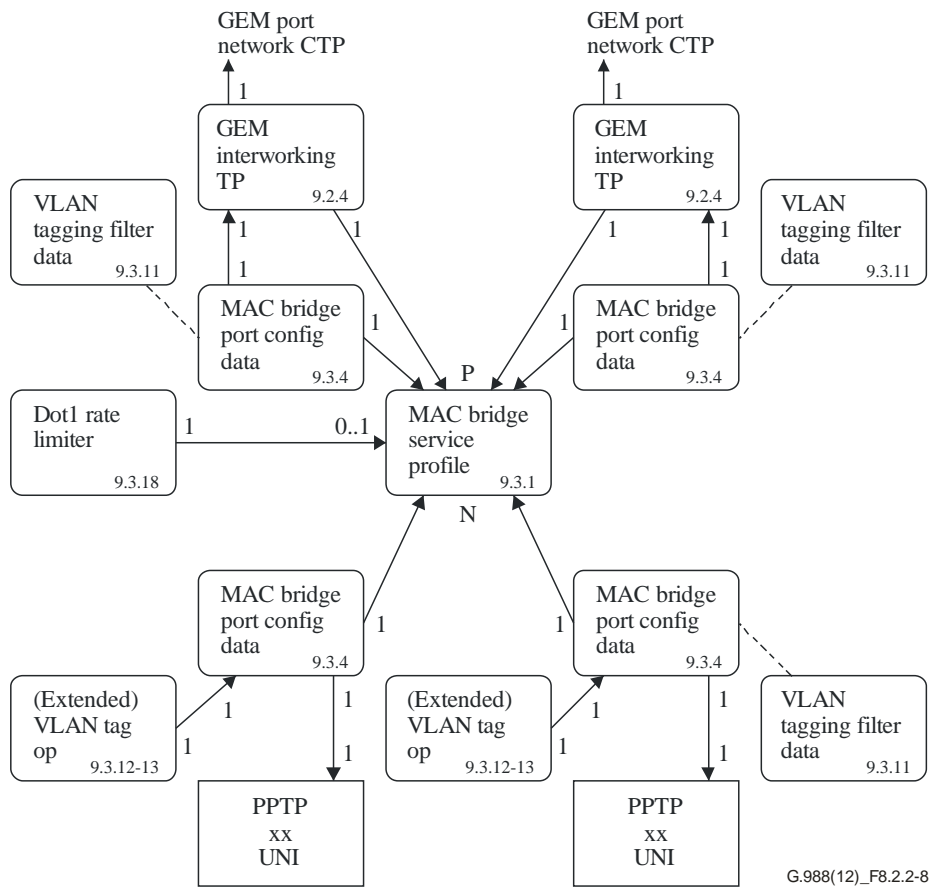 GEM port
network CTP
GEM port
network CTP
1
1
GEM
interworking
TP
9.2.4
GEM
interworking
TP
9.2.4
VLAN
tagging filter
data
9.3.11
VLAN
tagging filter
data
9.3.11
1
1
1
1
1
1
MAC bridge
port config
data
9.3.4
1
1
MAC bridge
port config
data
9.3.4
P
Dot1 rate
limiter
9.3.18
1
0..1
MAC bridge
service
profile
9.3.1
N
MAC bridge
port config
data
9.3.4
1
1
MAC bridge
port config
data
9.3.4
(Extended)
VLAN tag
op
9.3.12-13
1
1
1
1
(Extended)
VLAN tag
op
9.3.12-13
1
1
1
1
VLAN
tagging filter
data
9.3.11
PPTP
xx
UNI
PPTP
xx
UNI
G.988(12)_F8.2.2-8